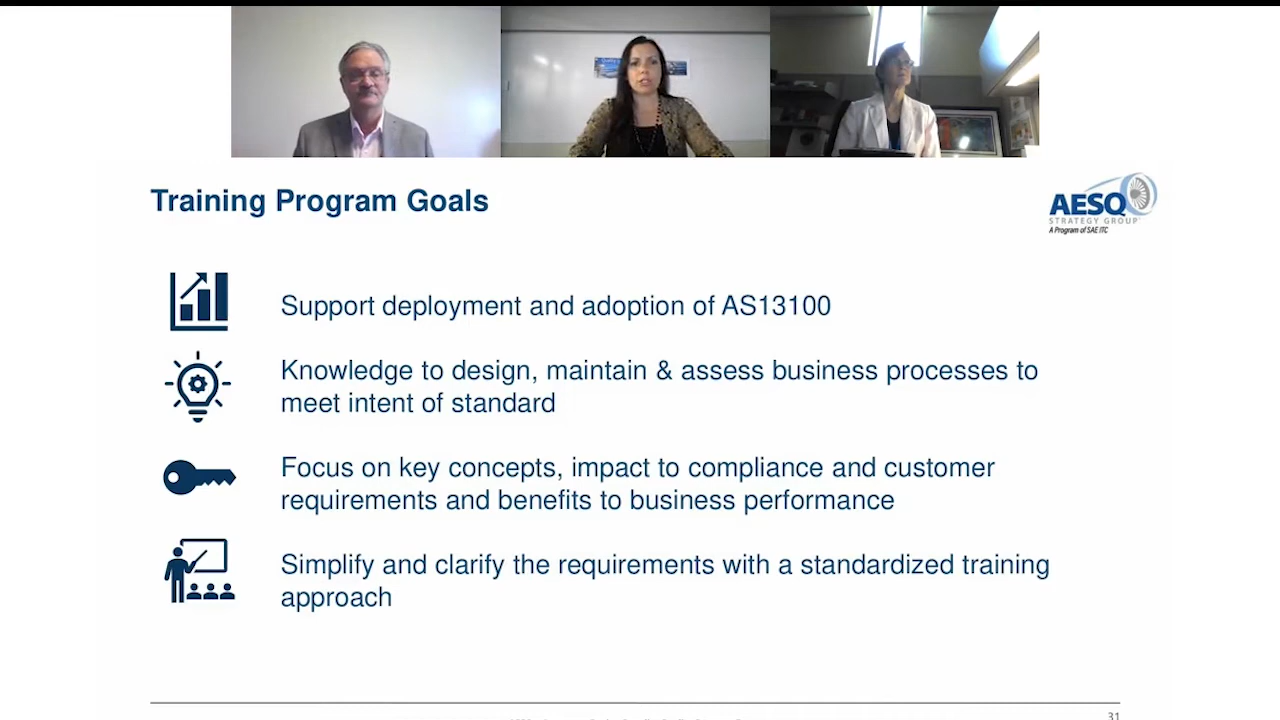 Training Program Goals
AESQ
STRATEGY GROUP
A Program of SAE ITC
Support deployment and adoption of AS13100
Knowledge to design, maintain & assess business processes to
meet intent of standard
Focus on key concepts, impact to compliance and customer
requirements and benefits to business performance
Simplify and clarify the requirements with a standardized training
approach
31